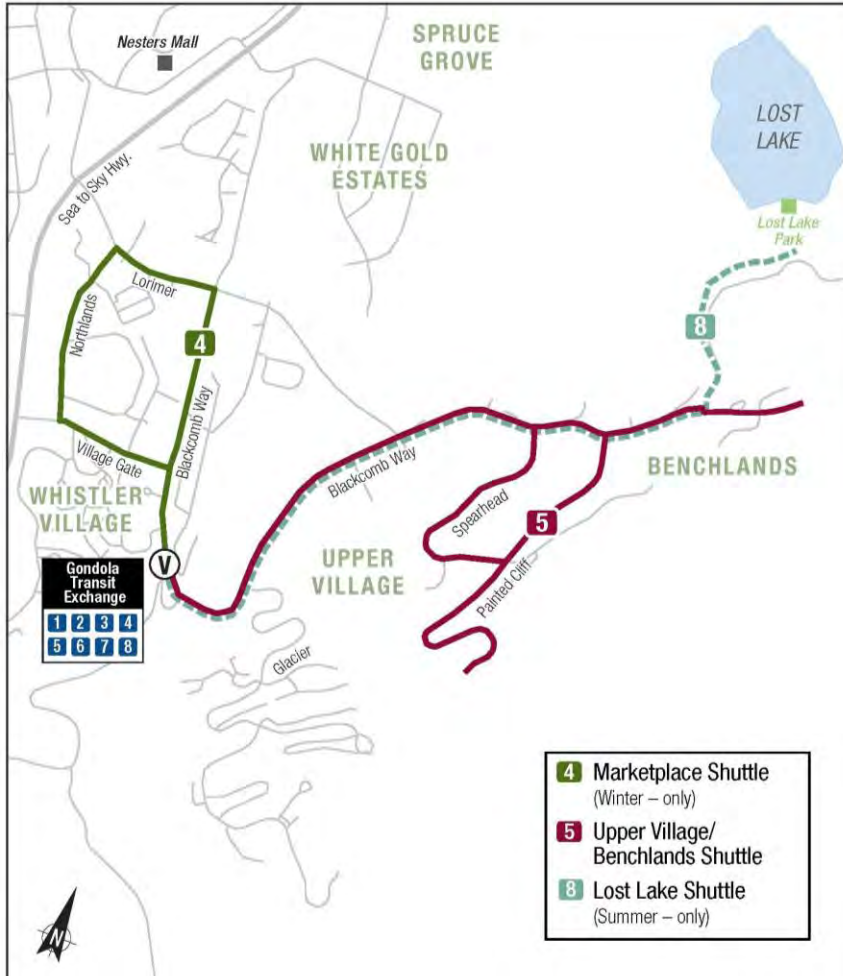 Nesters Mall
SPRUCE
GROVE
Sea to Sky Hwy.
WHITE GOLD
ESTATES
LOST
LAKE
Lost Lake
Park
Lorimer
Northlands
4
8
Blackcomb Way
Village Gate
Blackcomb Way
BENCHLANDS
WHISTLER
VILLAGE
Spearhead
5
V
UPPER
VILLAGE
Painted Cliff
Gondola
Transit
Exchange
1 2 3 4
5 6 7 8
Glacier
4 Marketplace Shuttle
(Winter – only)
5 Upper Village/
Benchlands Shuttle
8 Lost Lake Shuttle
(Summer – only)
N